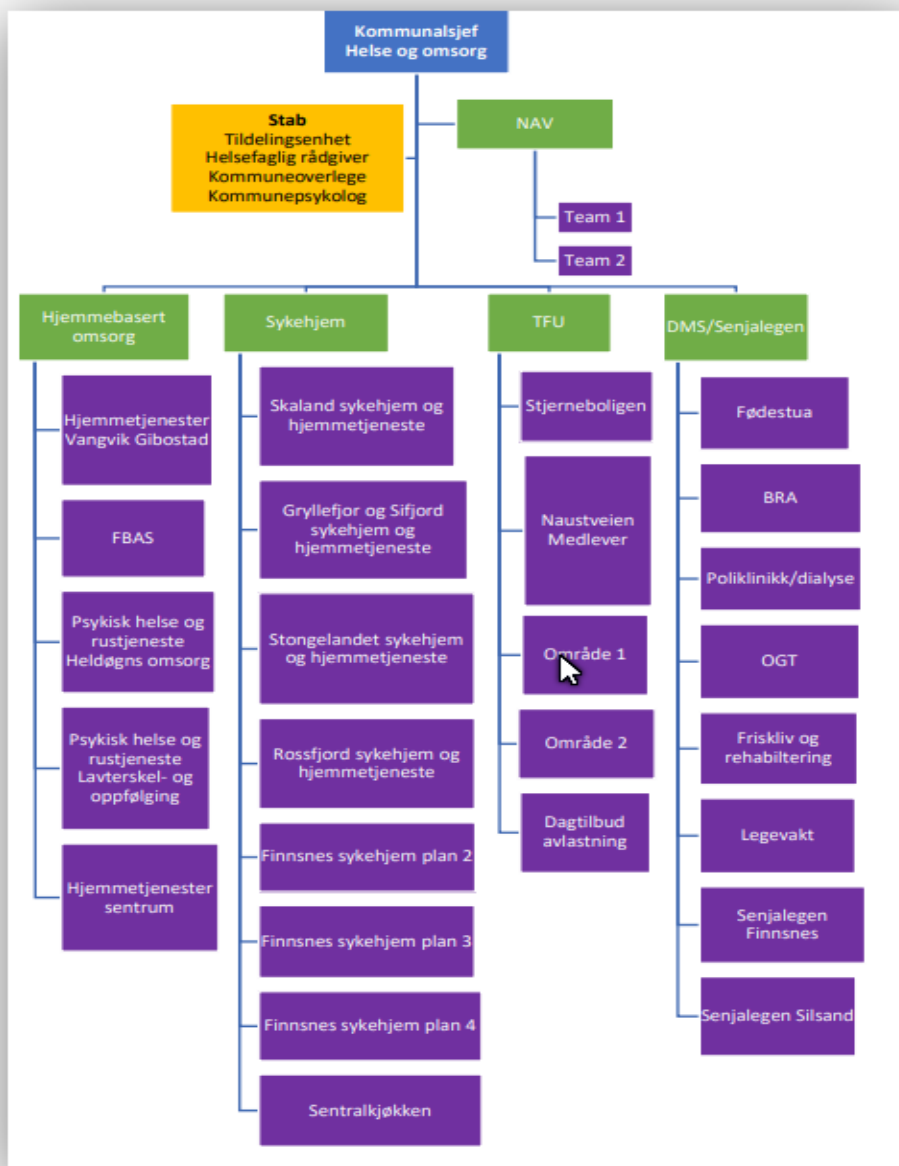 Kommunalsjef
Helse og omsorg
Stab
Tildelingsenhet
Helsefaglig rådgiver
Kommuneoverlege
Kommunepsykolog
NAV
Team 1
Team 2
Hjemmebasert
omsorg
Hjemmetjenester
Vangvik Gibostad
FBAS
Psykisk helse og
rustjeneste
Heldøgns omsorg
Psykisk helse og
rustjeneste
Lavterskel- og
oppfølging
Hjemmetjenester
sentrum
Sykehjem
Skaland sykehjem og
hjemmetjeneste
Gryllefjor og Sifjord
sykehjem og
hjemmetjeneste
Stongelandet sykehjem
og hjemmetjeneste
Rossfjord sykehjem og
hjemmetjeneste
Finnsnes sykehjem plan 2
Finnsnes sykehjem plan 3
Finnsnes sykehjem plan 4
Sentralkjøkken
TFU
Stjerneboligen
Naustveien
Medlever
Område 1
Område 2
Dagtilbud
avlastning
DMS/Senjalegen
Fødestua
BRA
Poliklinikk/dialyse
OGT
Friskliv og
rehabiltering
Legevakt
Senjalegen
Finnsnes
Senjalegen Silsand